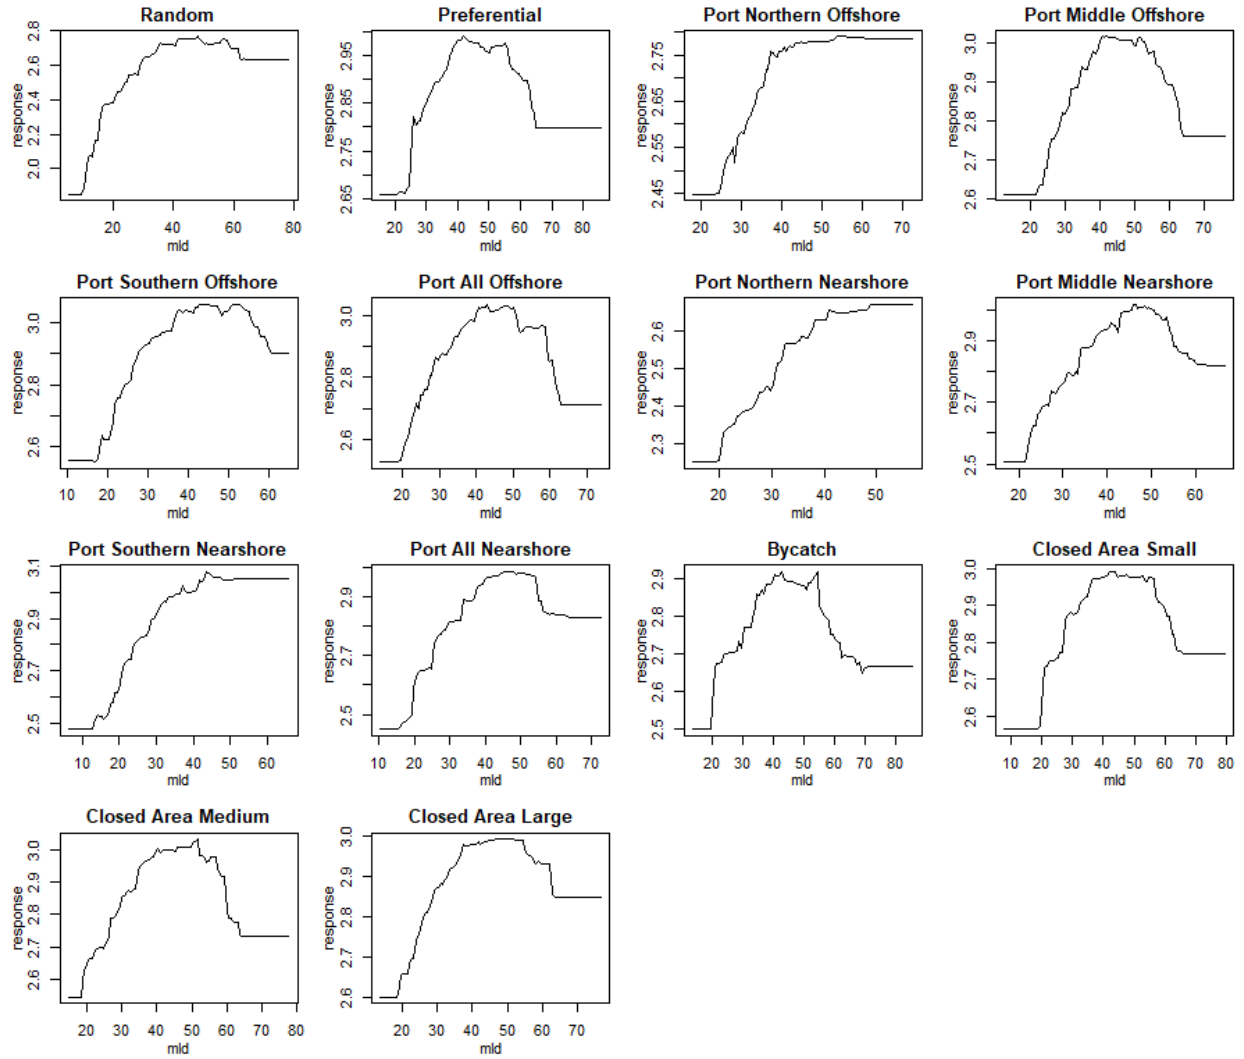 Random
2.0 2.2 2.4 2.6 2.8
response
20 40 60 80
mld
Preferential
2.65 2.75 2.85 2.95
response
20 30 40 50 60 70 80
mld
Port Northern Offshore
2.45 2.55 2.65 2.75
response
20 30 40 50 60 70
mld
Port Middle Offshore
2.6 2.7 2.8 2.9 3.0
response
20 30 40 50 60 70
mld
Port Southern Offshore
2.6 2.8 3.0
response
10 20 30 40 50 60
mld
Port All Offshore
2.6 2.8 3.0
response
20 30 40 50 60 70
mld
Port Northern Nearshore
2.3 2.4 2.5 2.6
response
20 30 40 50
mld
Port Middle Nearshore
2.5 2.7 2.9
response
20 30 40 50 60
mld
Port Southern Nearshore
2.5 2.7 2.9 3.1
response
10 20 30 40 50 60
mld
Port All Nearshore
2.5 2.7 2.9
response
10 20 30 40 50 60 70
mld
Bycatch
2.5 2.6 2.7 2.8 2.9
response
20 30 40 50 60 70 80
mld
Closed Area Small
2.6 2.7 2.8 2.9 3.0
response
10 20 30 40 50 60 70 80
mld
Closed Area Medium
2.6 2.7 2.8 2.9 3.0
response
20 30 40 50 60 70 80
mld
Closed Area Large
2.6 2.7 2.8 2.9 3.0
response
20 30 40 50 60 70
mld